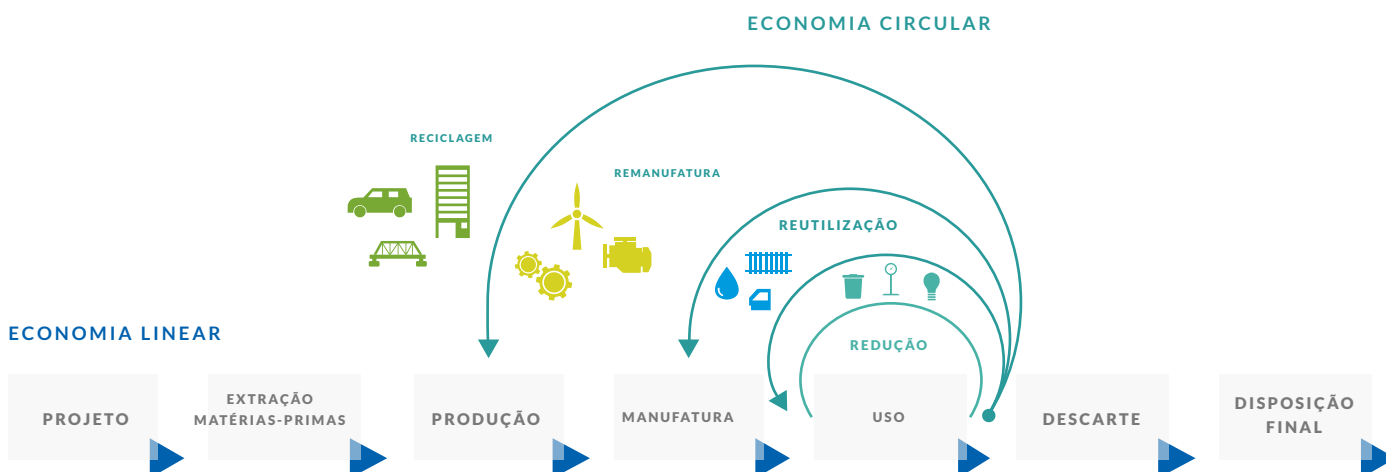 ECONOMIA CIRCULAR
RECICLAGEM
REMANUFATURA
REUTILIZAÇÃO
ECONOMIA LINEAR
REDUÇÃO
PROJETO
EXTRAÇÃO
MATÉRIAS-PRIMAS
PRODUÇÃO
MANUFATURA
USO
DESCARTE
DISPOSIÇÃO
FINAL